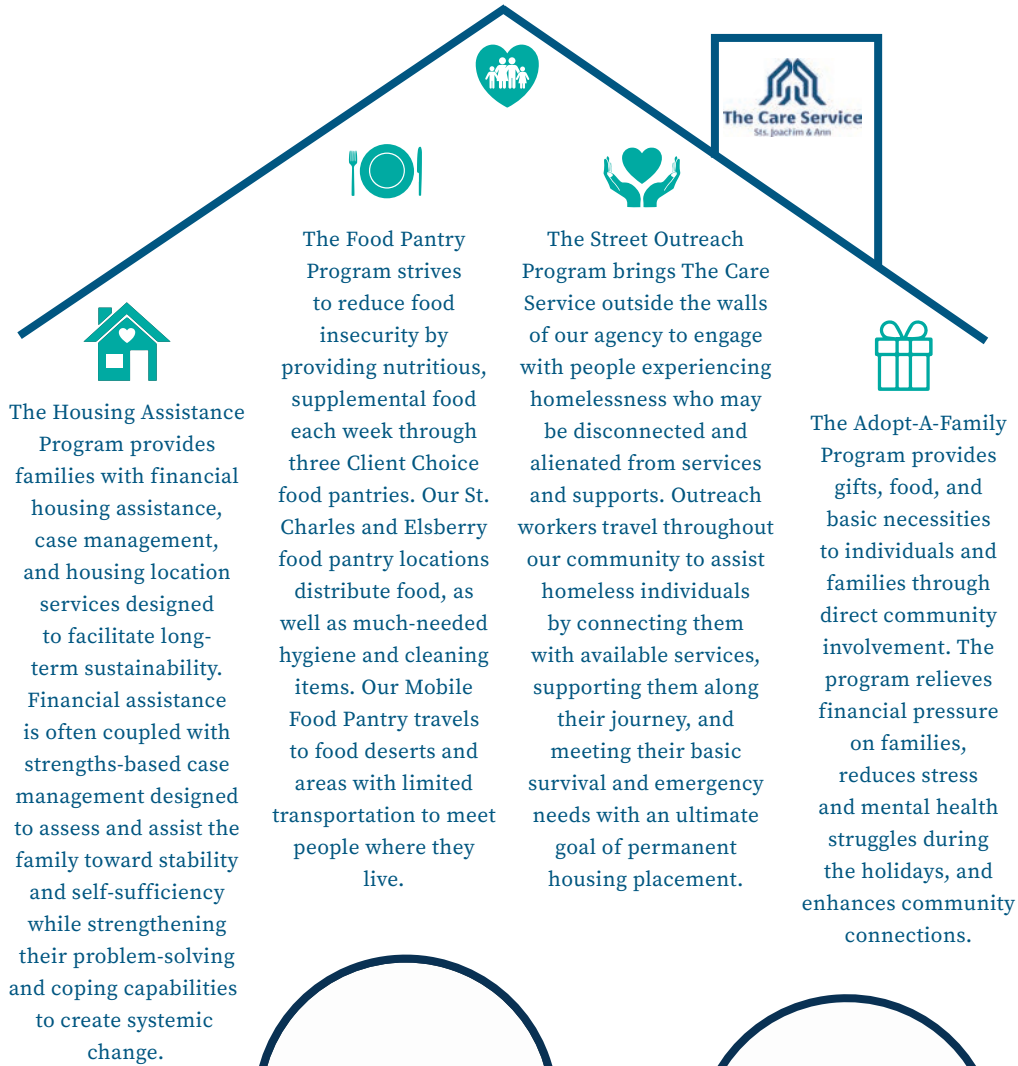 The Care Service
Sts. Joachim & Ann
The Housing Assistance
Program provides
families with financial
housing assistance,
case management,
and housing location
services designed
to facilitate long-
term sustainability.
Financial assistance
is often coupled with
strengths-based case
management designed
to assess and assist the
family toward stability
and self-sufficiency
while strengthening
their problem-solving
and coping capabilities
to create systemic
change.
The Food Pantry
Program strives
to reduce food
insecurity by
providing nutritious,
supplemental food
each week through
three Client Choice
food pantries. Our St.
Charles and Elsberry
food pantry locations
distribute food, as
well as much-needed
hygiene and cleaning
items. Our Mobile
Food Pantry travels
to food deserts and
areas with limited
transportation to meet
people where they
live.
The Street Outreach
Program brings The Care
Service outside the walls
of our agency to engage
with people experiencing
homelessness who may
be disconnected and
alienated from services
and supports. Outreach
workers travel throughout
our community to assist
homeless individuals
by connecting them
with available services,
supporting them along
their journey, and
meeting their basic
survival and emergency
needs with an ultimate
goal of permanent
housing placement.
The Adopt-A-Family
Program provides
gifts, food, and
basic necessities
to individuals and
families through
direct community
involvement. The
program relieves
financial pressure
on families,
reduces stress
and mental health
struggles during
the holidays, and
enhances community
connections.